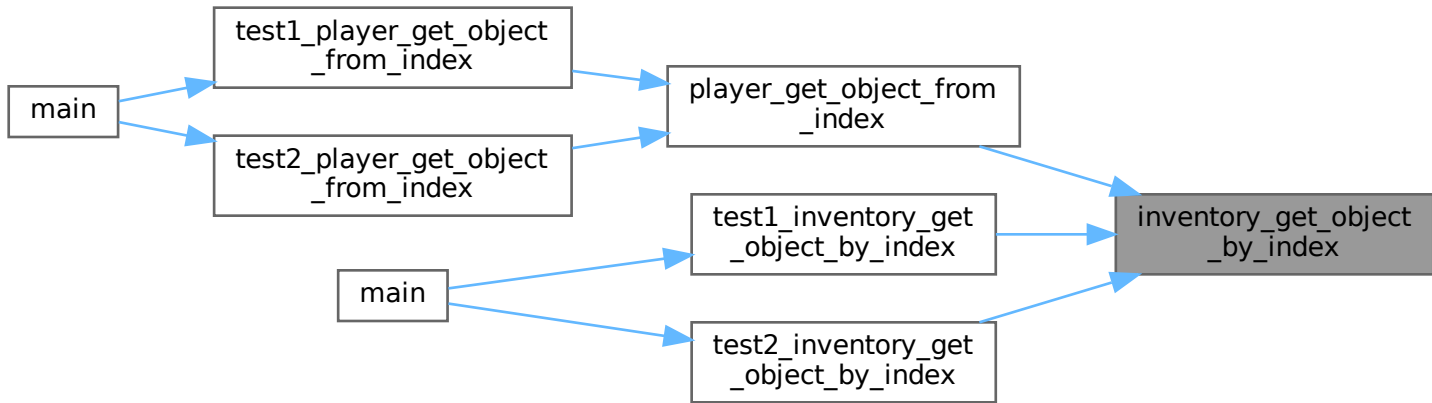 test1_player_get_object
_from_index
main
player_get_object_from
_index
test2_player_get_object
_from_index
inventory_get_object
_by_index
test1_inventory_get
_object_by_index
main
test2_inventory_get
_object_by_index